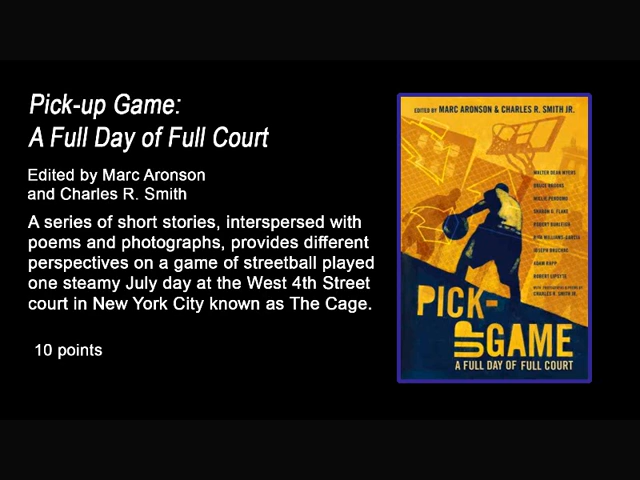 Pick-up Game:
A Full Day of Full Court
Edited by Marc Aronson
and Charles R. Smith
A series of short stories, interspersed with
poems and photographs, provides different
perspectives on a game of streetball played
one steamy July day at the West 4th Street
court in New York City known as The Cage.
10 points
EDITED BY MARC ARONSON & CHARLES R. SMITH JR.
WALTER DEAN MYERS
BRUCE BROOKS
WILLIE PERDOMO
SHARON G. FLAKE
ROBERT BURLEIGH
RITA WILLIAMS-GARCIA
JOSEPH BRUCHAC
ADAM RAPP
ROBERT LIPSYTE
CHARLES R. SMITH JR.
PICK-
UP GAME
A FULL DAY OF FULL COURT